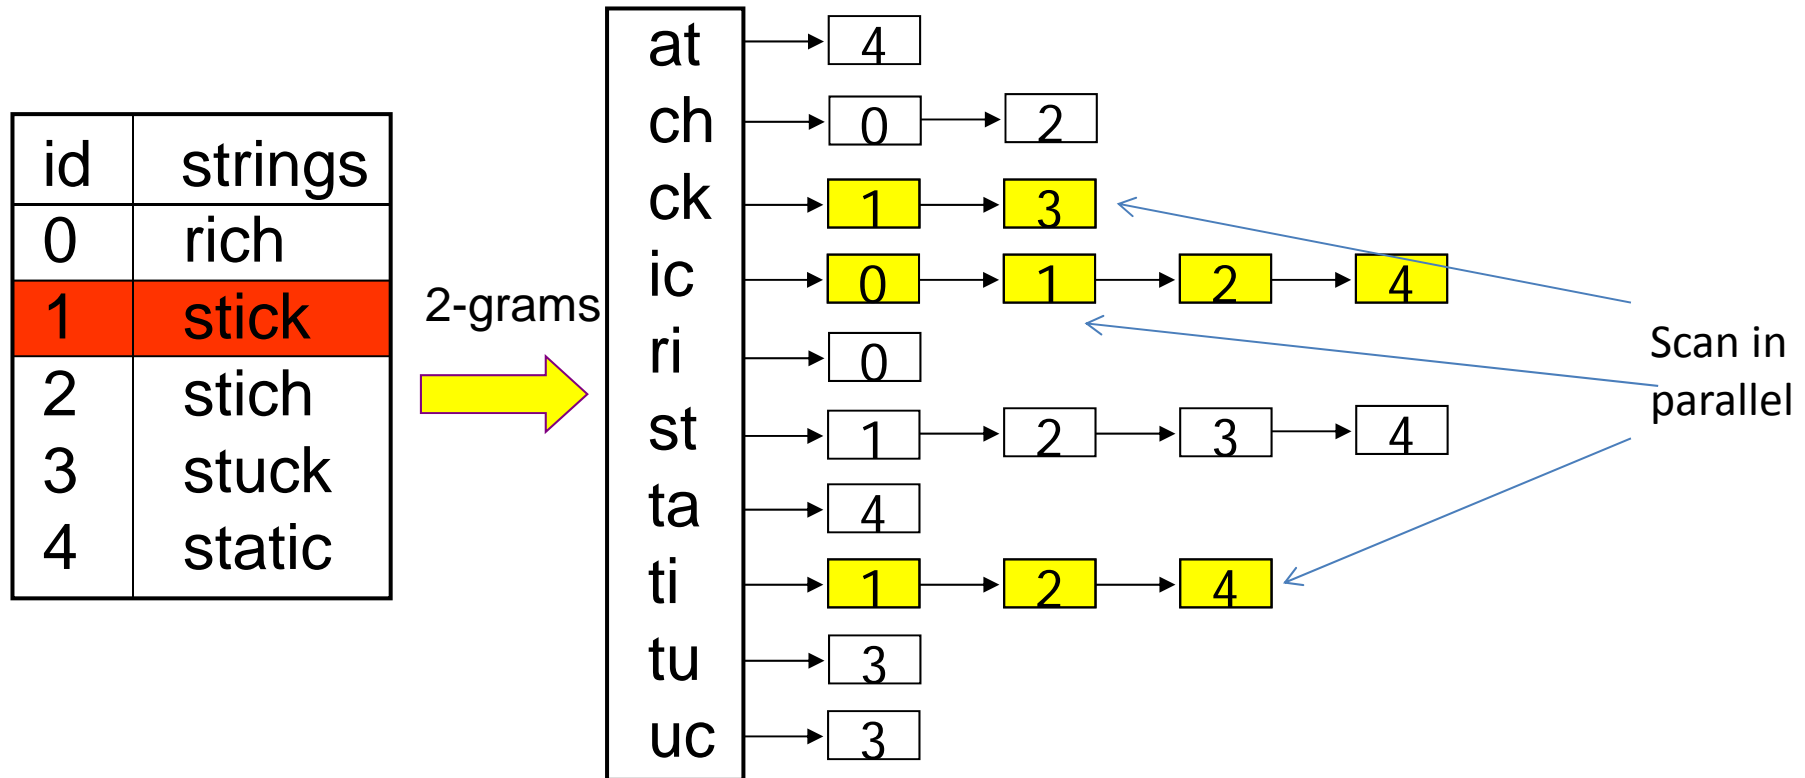 id strings
0 rich
1 stick
2 stich
3 stuck
4 static
2-grams
at 4
ch 0 2
ck 1 3
ic 0 1 2 4
ri 0
st 1 2 3 4
ta 4
ti 1 2 4
tu 3
uc 3
Scan in
parallel